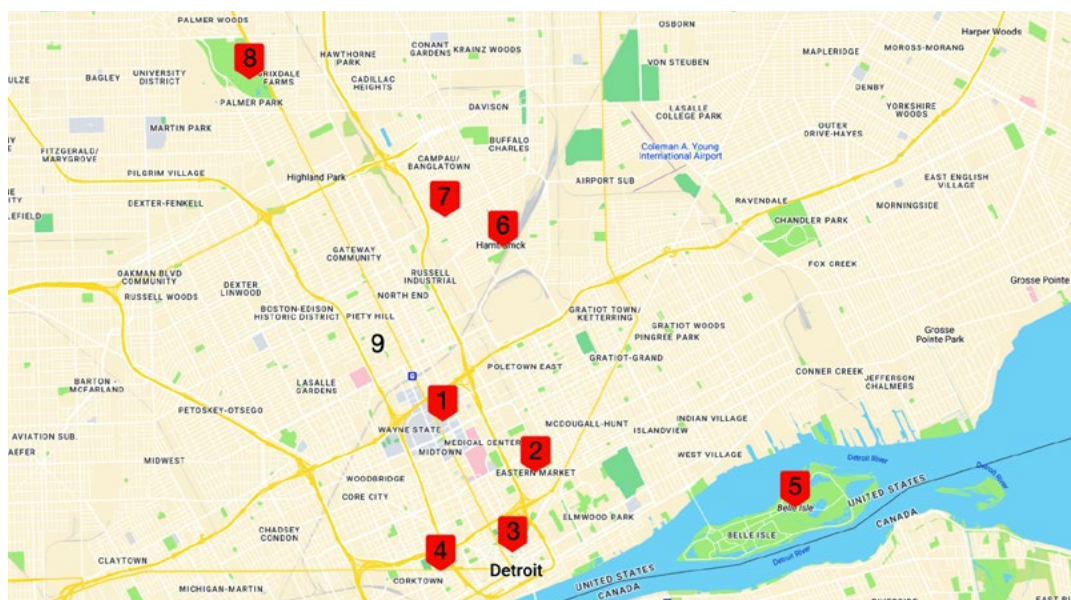 PALMER WOODS
OSBORN
Harper Woods
HAWTHORNE
PARK
CONANT
GARDENS
KRAINZ WOODS
MAPLERIDGE
MOROSS-MORANG
8
VON STEUBEN
BAGLEY
UNIVERSITY
DISTRICT
GRIXDALE
FARMS
CADILLAC
HEIGHTS
DENBY
PALMER PARK
DAVISON
LASALLE
COLLEGE PARK
YORKSHIRE
WOODS
MARTIN PARK
BUFFALO
CHARLES
OUTER
DRIVE-HAYES
FITZGERALD/
MARYGROVE
CAMPAU/
BANGLATOWN
Coleman A. Young
International Airport
PILGRIM VILLAGE
Highland Park
AIRPORT SUB
EAST ENGLISH
VILLAGE
7
DEXTER-FENKELL
RAVENDALE
MORNINGSIDE
6
CHANDLER PARK
GATEWAY
COMMUNITY
FOX CREEK
OAKMAN BLVD
COMMUNITY
RUSSELL
INDUSTRIAL
Grosse Pointe
DEXTER
LINWOOD
RUSSELL WOODS
NORTH END
BOSTON-EDISON
HISTORIC DISTRICT
PIETY HILL
GRATIOT TOWN/
KETTERING
GRATIOT WOODS
PINGREE PARK
Grosse
Pointe Park
9
GRATIOT-GRAND
POLETOWN EAST
CONNER CREEK
JEFFERSON
CHALMERS
BARTON -
McFARLAND
LASALLE
GARDENS
1
PETOSKEY-OTSEGO
INDIAN VILLAGE
WAYNE STATE
MCDOUGALL-HUNT
ISLANDVIEW
AVIATION SUB.
MEDICAL CENTER
MIDTOWN
2
WEST VILLAGE
Detroit River
MIDWEST
EASTERN MARKET
WOODBRIDGE
5
Detroit River
UNITED STATES
CANADA
CORE CITY
Belle Isle
ELMWOOD PARK
CHADSEY
CONDON
3
BELLE ISLE
4
CLAYTOWN
Detroit River
Detroit
CORKTOWN
UNITED STATES
CANADA
MICHIGAN-MARTIN